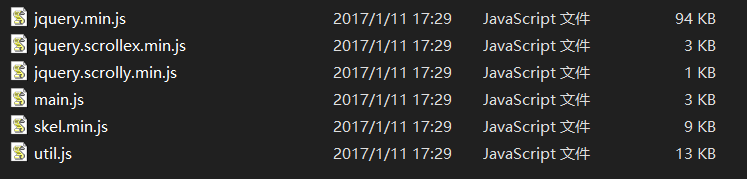 jquery.min.js 2017/1/11 17:29 JavaScript 文件 94 KB
jquery.scrollex.min.js 2017/1/11 17:29 JavaScript 文件 3 KB
jquery.scrolly.min.js 2017/1/11 17:29 JavaScript 文件 1 KB
main.js 2017/1/11 17:29 JavaScript 文件 3 KB
skel.min.js 2017/1/11 17:29 JavaScript 文件 9 KB
util.js 2017/1/11 17:29 JavaScript 文件 13 KB